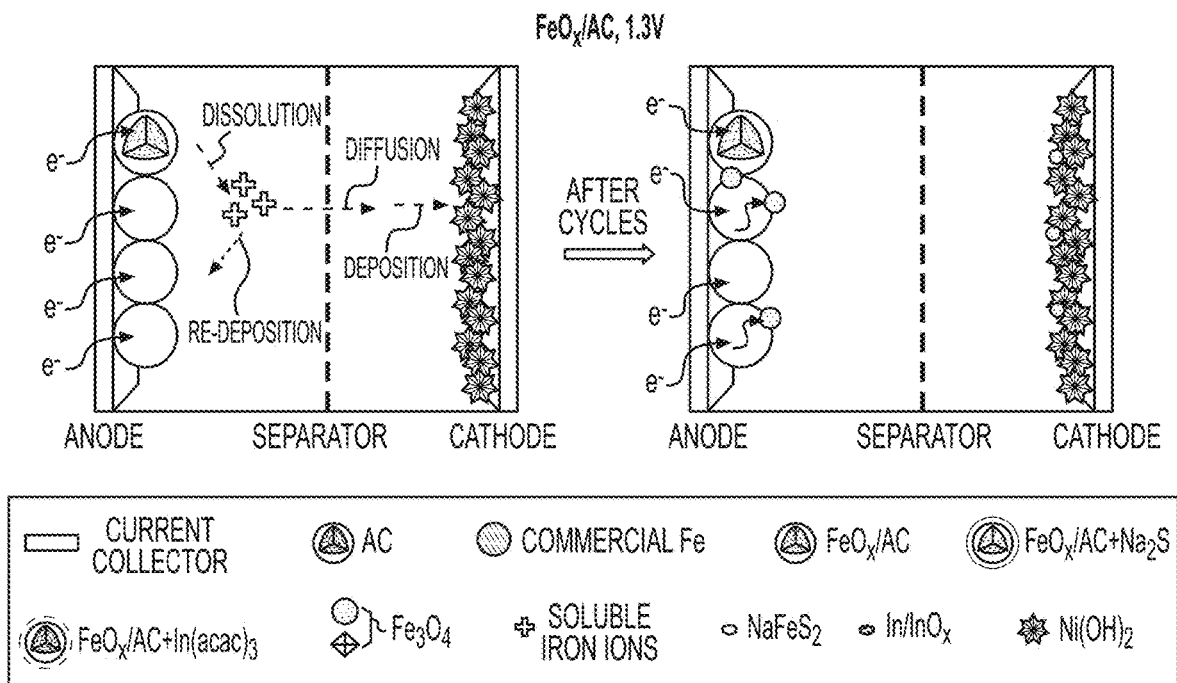 FeOx/AC, 1.3V
DISSOLUTION
DIFFUSION
DEPOSITION
RE-DEPOSITION
e-
e-
e-
e-
ANODE
SEPARATOR
CATHODE
AFTER
CYCLES
e-
e-
e-
e-
ANODE
SEPARATOR
CATHODE
CURRENT
COLLECTOR
AC
COMMERCIAL Fe
FeOx/AC
FeOx/AC+Na2S
FeOx/AC+In(acac)3
Fe3O4
SOLUBLE
IRON IONS
NaFeS2
In/InOx
Ni(OH)2